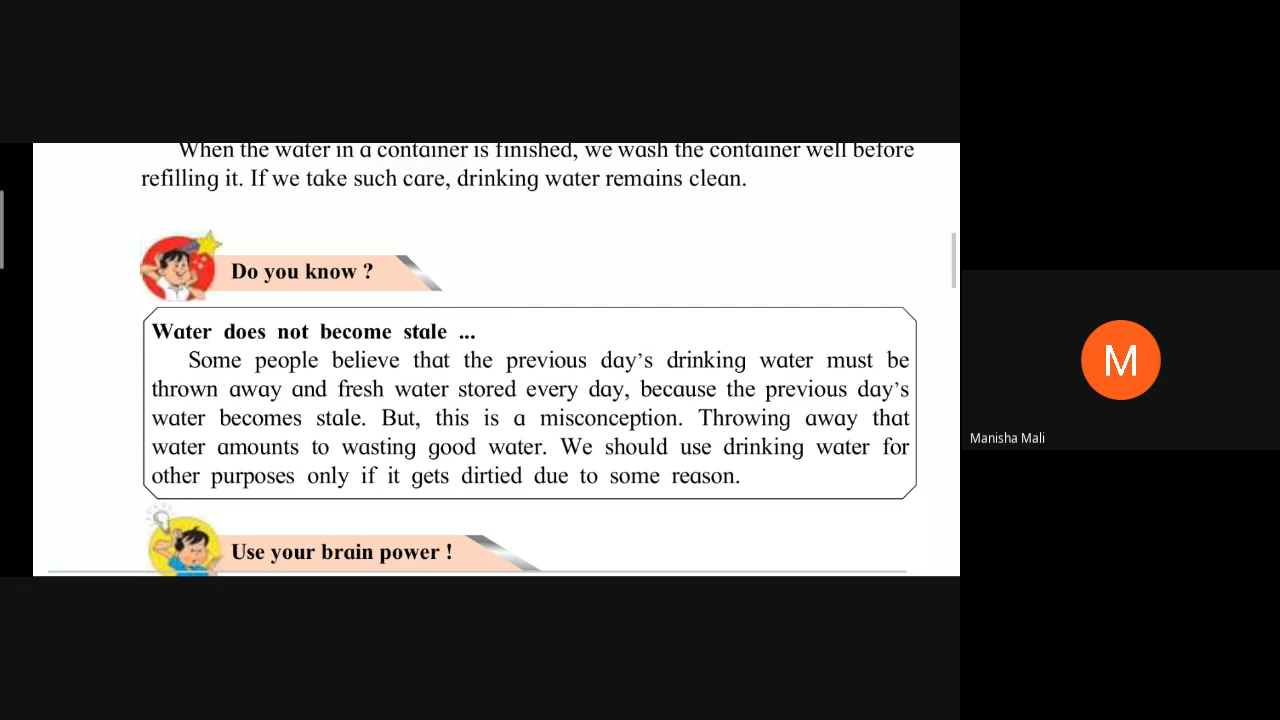 When the water in a container is finished, we wash the container well before
refilling it. If we take such care, drinking water remains clean.
Do you know ?
Water does not become stale ...
Some people believe that the previous day's drinking water must be
thrown away and fresh water stored every day, because the previous day's
water becomes stale. But, this is a misconception. Throwing away that
water amounts to wasting good water. We should use drinking water for
other purposes only if it gets dirtied due to some reason.
Use your brain power !
M
Manisha Mali